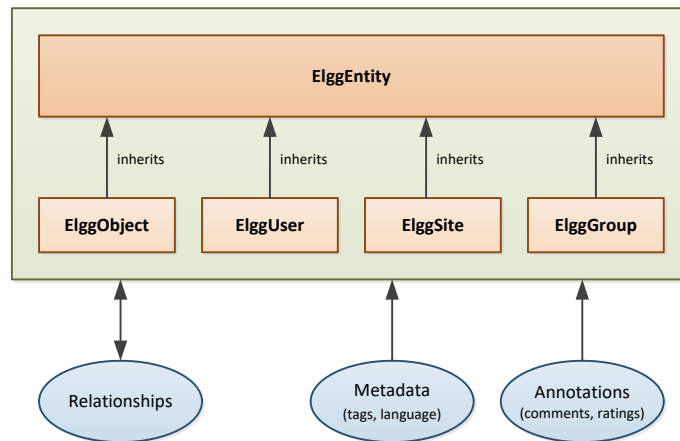 ElggEntity
inherits
inherits
inherits
inherits
ElggObject
ElggUser
ElggSite
ElggGroup
Relationships
Metadata
(tags, language)
Annotations
(comments, ratings)